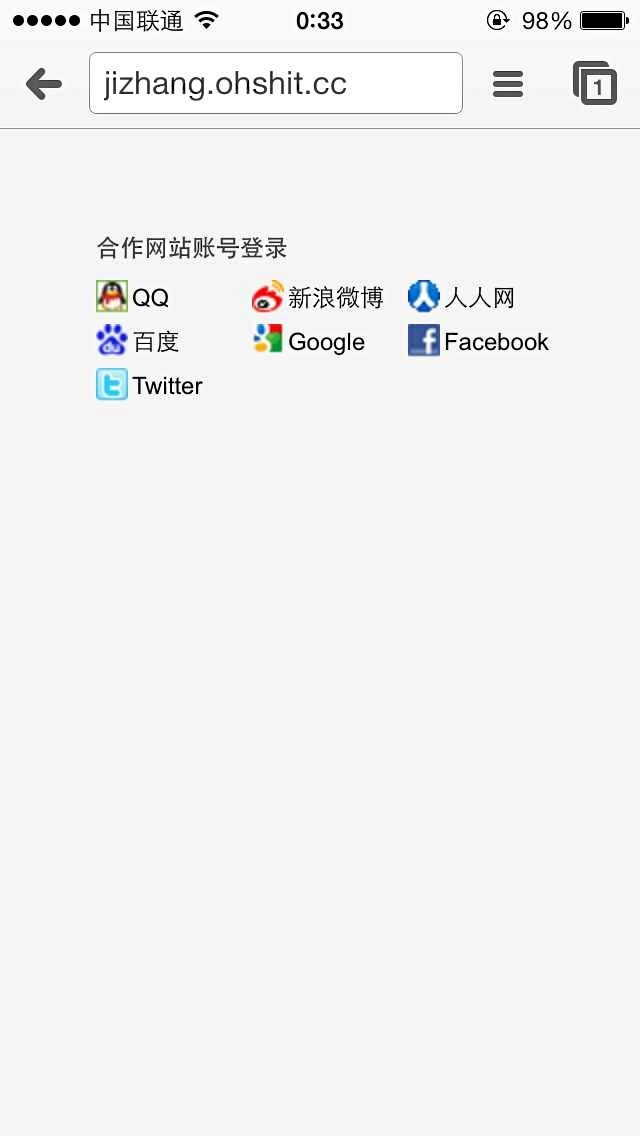 中国联通 0:33 98%
jizhang.ohshit.cc 1
合作网站账号登录
QQ 新浪微博 人人网
百度 Google Facebook
Twitter